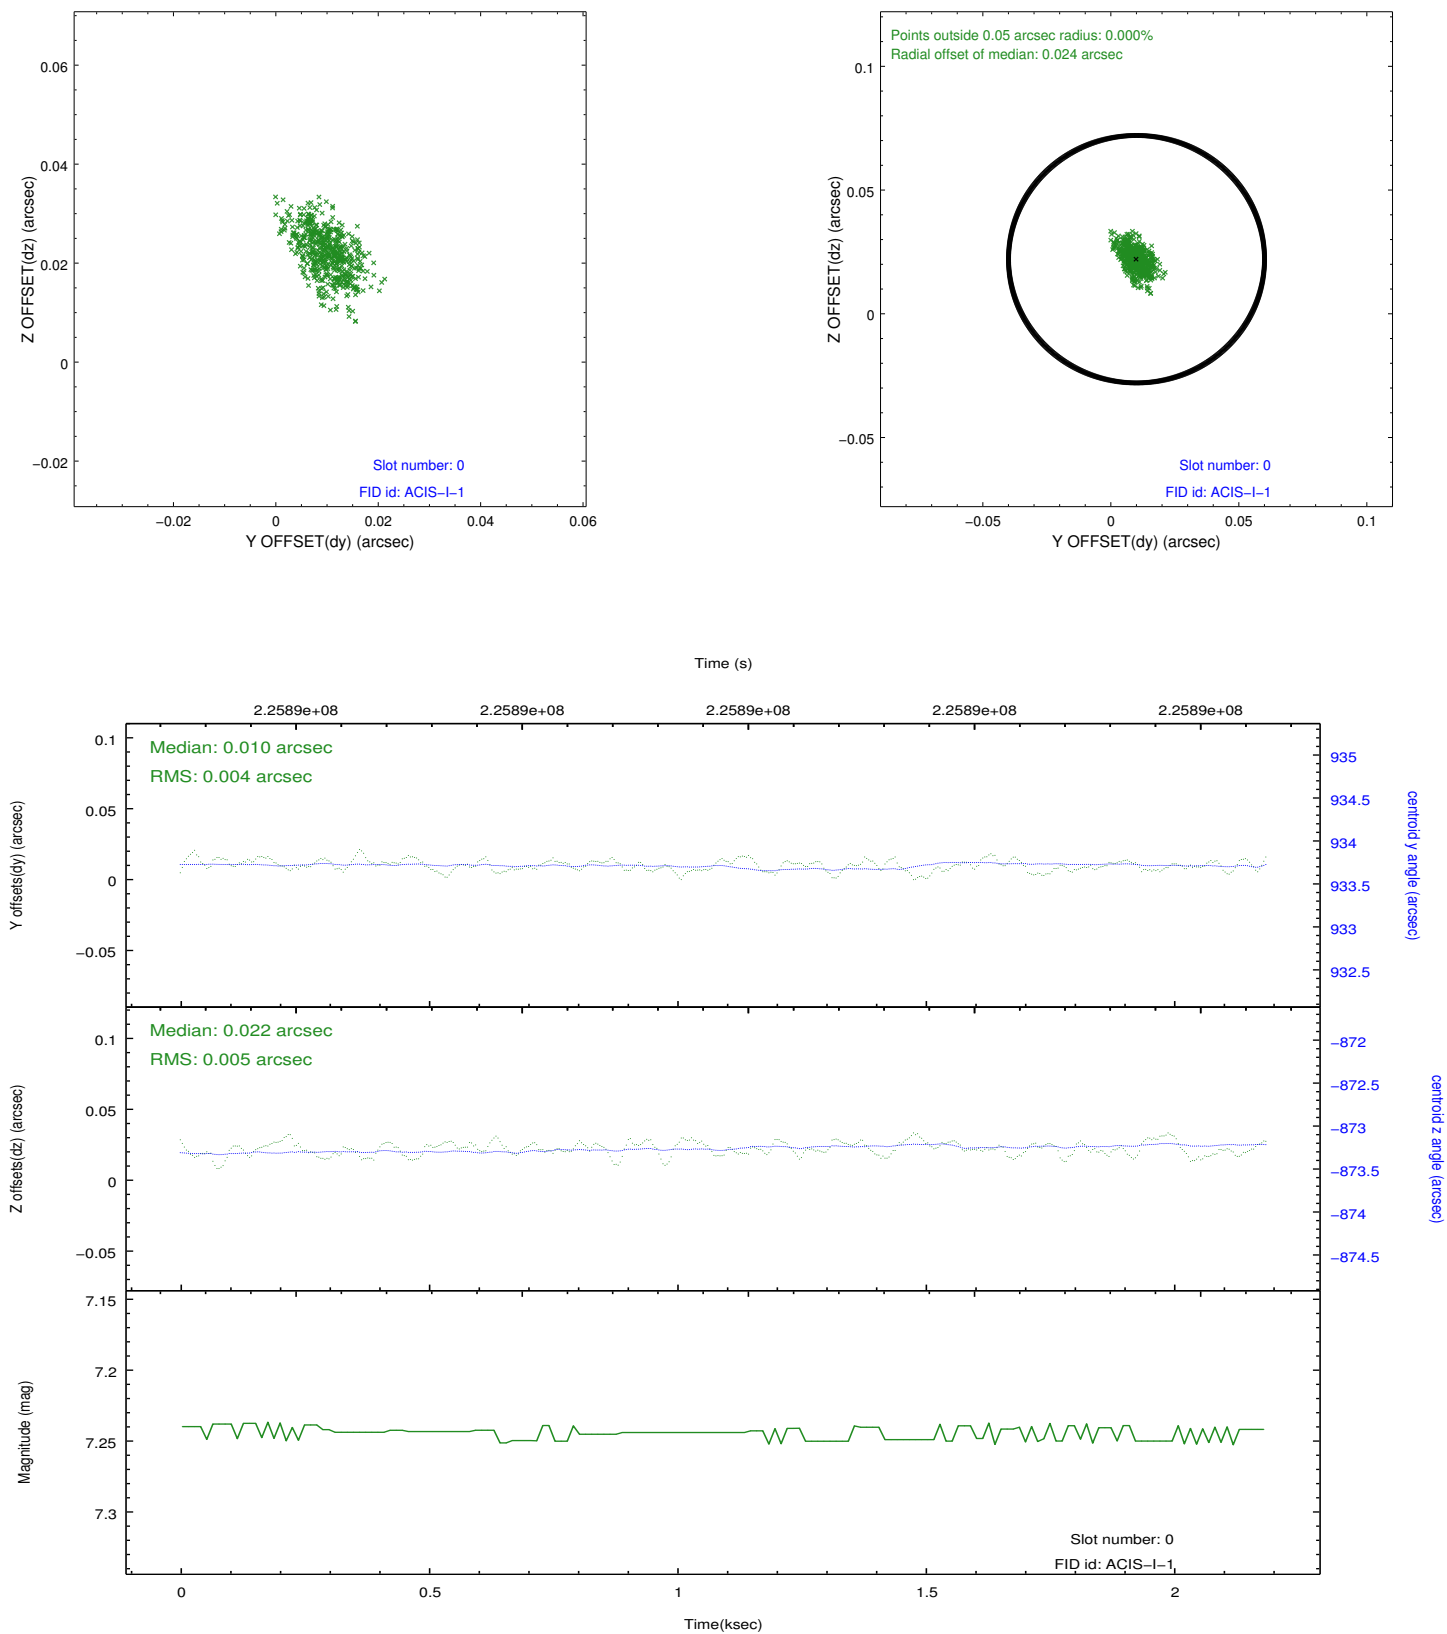 0.06
0.04
0.02
0
−0.02
Z OFFSET(dz) (arcsec)
Slot number: 0
FID id: ACIS−I−1
−0.02 0 0.02 0.04 0.06
Y OFFSET(dy) (arcsec)
Points outside 0.05 arcsec radius: 0.000%
Radial offset of median: 0.024 arcsec
0.1
0.05
0
−0.05
Z OFFSET(dz) (arcsec)
Slot number: 0
FID id: ACIS−I−1
−0.05 0 0.05 0.1
Y OFFSET(dy) (arcsec)
Time (s)
2.2589e+08 2.2589e+08 2.2589e+08 2.2589e+08 2.2589e+08
Median: 0.010 arcsec
RMS: 0.004 arcsec
0.1
0.05
0
−0.05
Y offsets(dy) (arcsec)
935
934.5
934
933.5
933
932.5
centroid y angle (arcsec)
Median: 0.022 arcsec
RMS: 0.005 arcsec
0.1
0.05
0
−0.05
Z offsets(dz) (arcsec)
−872
−872.5
−873
−873.5
−874
−874.5
centroid z angle (arcsec)
7.15
7.2
7.25
7.3
Magnitude (mag)
Slot number: 0
FID id: ACIS−I−1
0 0.5 1 1.5 2
Time(ksec)